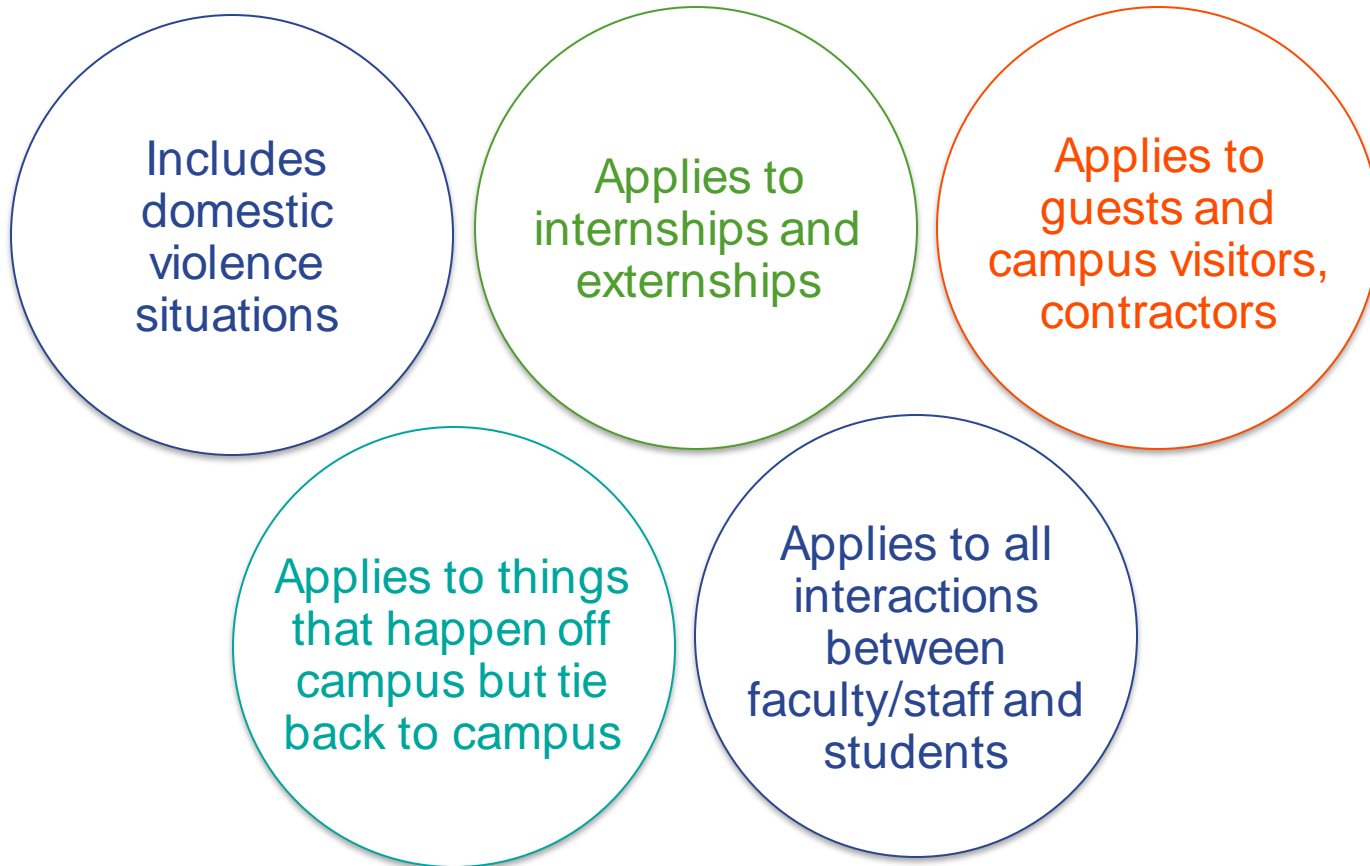 Includes
domestic
violence
situations
Applies to
internships and
externships
Applies to
guests and
campus visitors,
contractors
Applies to things
that happen off
campus but tie
back to campus
Applies to all
interactions
between
faculty/staff and
students